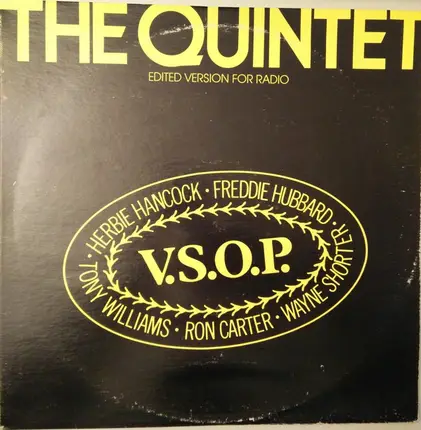 THE QUINTET
EDITED VERSION FOR RADIO
· HERBIE HANCOCK · FREDDIE HUBBARD ·
V.S.O.P.
TONY WILLIAMS · RON CARTER · WAYNE SHORTER